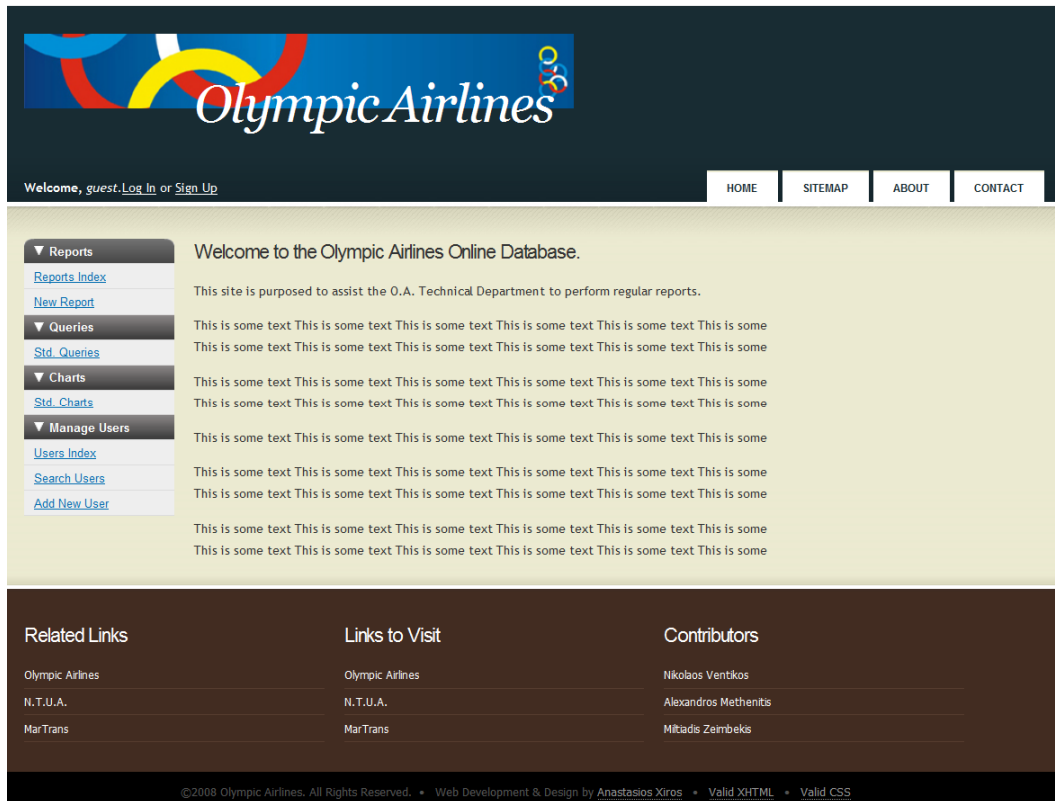 Olympic Airlines
Welcome, guest.Log In or Sign Up
HOME
SITEMAP
ABOUT
CONTACT
▼ Reports
Reports Index
New Report
▼ Queries
Std. Queries
▼ Charts
Std. Charts
▼ Manage Users
Users Index
Search Users
Add New User
Welcome to the Olympic Airlines Online Database.
This site is purposed to assist the O.A. Technical Department to perform regular reports.
This is some text This is some text This is some text This is some text This is some text This is some
This is some text This is some text This is some text This is some text This is some text This is some
This is some text This is some text This is some text This is some text This is some text This is some
This is some text This is some text This is some text This is some text This is some text This is some
This is some text This is some text This is some text This is some text This is some text This is some
This is some text This is some text This is some text This is some text This is some text This is some
This is some text This is some text This is some text This is some text This is some text This is some
This is some text This is some text This is some text This is some text This is some text This is some
This is some text This is some text This is some text This is some text This is some text This is some
Related Links
Olympic Airlines
N.T.U.A.
MarTrans
Links to Visit
Olympic Airlines
N.T.U.A.
MarTrans
Contributors
Nikolaos Ventikos
Alexandros Methenitis
Miltiadis Zeimbekis
©2008 Olympic Airlines. All Rights Reserved. • Web Development & Design by Anastasios Xiros • Valid XHTML • Valid CSS